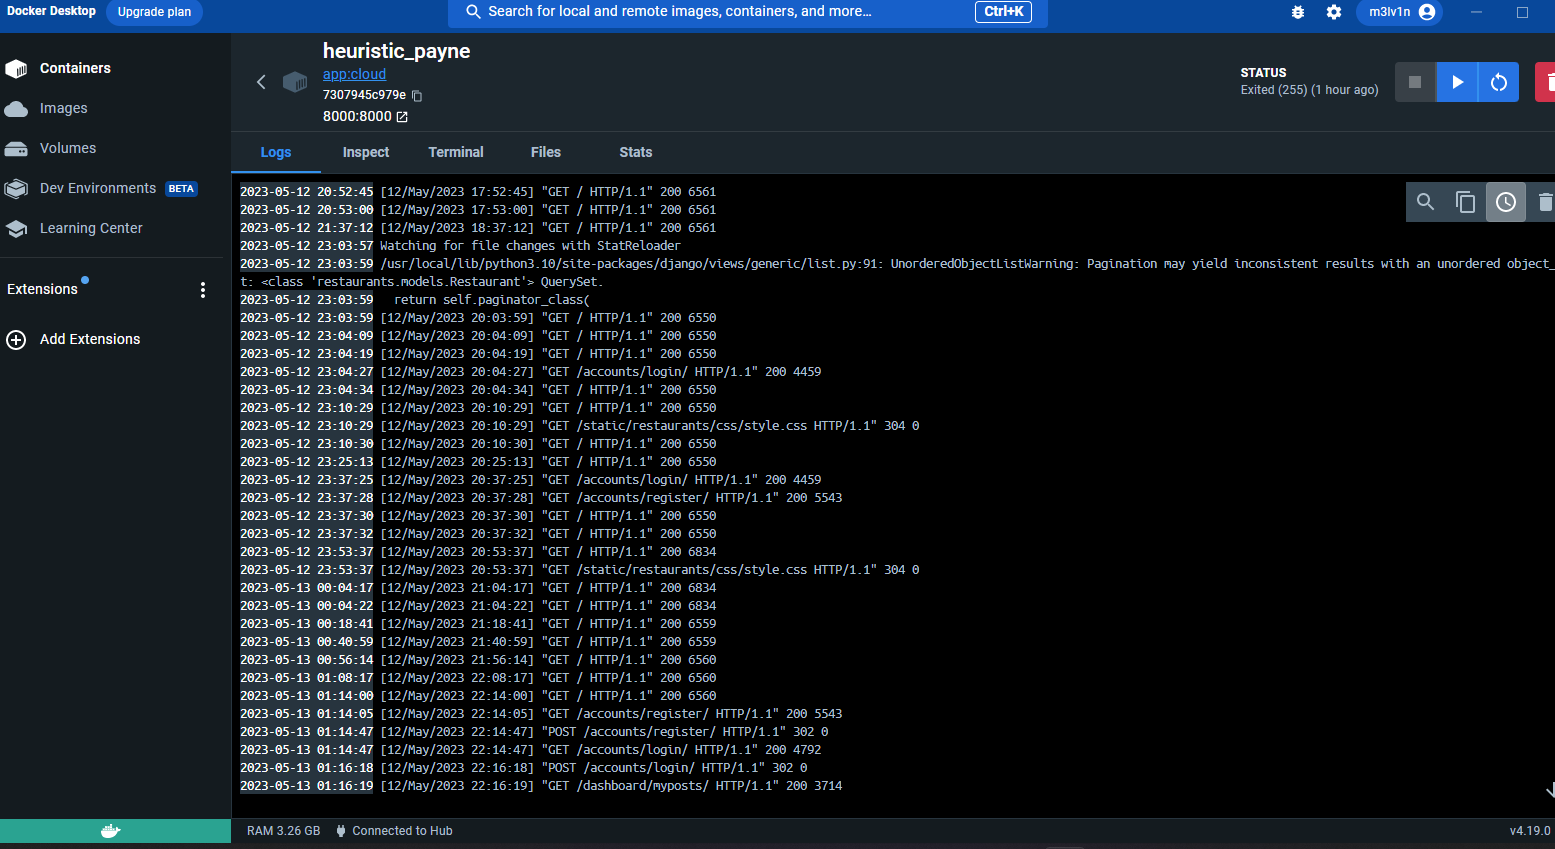 Docker Desktop
Upgrade plan
Search for local and remote images, containers, and more...
Ctrl+K
m3lv1n
Containers
Images
Volumes
Dev Environments BETA
Learning Center
Extensions
Add Extensions
heuristic_payne
app:cloud
7307945c979e
8000:8000
STATUS
Exited (255) (1 hour ago)
Logs
Inspect
Terminal
Files
Stats
2023-05-12 20:52:45 [12/May/2023 17:52:45] "GET / HTTP/1.1" 200 6561
2023-05-12 20:53:00 [12/May/2023 17:53:00] "GET / HTTP/1.1" 200 6561
2023-05-12 21:37:12 [12/May/2023 18:37:12] "GET / HTTP/1.1" 200 6561
2023-05-12 23:03:57 Watching for file changes with StatReloader
2023-05-12 23:03:59 /usr/local/lib/python3.10/site-packages/django/views/generic/list.py:91: UnorderedObjectListWarning: Pagination may yield inconsistent results with an unordered object_
t: <class 'restaurants.models.Restaurant'> QuerySet.
2023-05-12 23:03:59 return self.paginator_class(
2023-05-12 23:03:59 [12/May/2023 20:03:59] "GET / HTTP/1.1" 200 6550
2023-05-12 23:04:09 [12/May/2023 20:04:09] "GET / HTTP/1.1" 200 6550
2023-05-12 23:04:19 [12/May/2023 20:04:19] "GET / HTTP/1.1" 200 6550
2023-05-12 23:04:27 [12/May/2023 20:04:27] "GET /accounts/login/ HTTP/1.1" 200 4459
2023-05-12 23:04:34 [12/May/2023 20:04:34] "GET / HTTP/1.1" 200 6550
2023-05-12 23:10:29 [12/May/2023 20:10:29] "GET / HTTP/1.1" 200 6550
2023-05-12 23:10:29 [12/May/2023 20:10:29] "GET /static/restaurants/css/style.css HTTP/1.1" 304 0
2023-05-12 23:10:30 [12/May/2023 20:10:30] "GET / HTTP/1.1" 200 6550
2023-05-12 23:25:13 [12/May/2023 20:25:13] "GET / HTTP/1.1" 200 6550
2023-05-12 23:37:25 [12/May/2023 20:37:25] "GET /accounts/login/ HTTP/1.1" 200 4459
2023-05-12 23:37:28 [12/May/2023 20:37:28] "GET /accounts/register/ HTTP/1.1" 200 5543
2023-05-12 23:37:30 [12/May/2023 20:37:30] "GET / HTTP/1.1" 200 6550
2023-05-12 23:37:32 [12/May/2023 20:37:32] "GET / HTTP/1.1" 200 6550
2023-05-12 23:53:37 [12/May/2023 20:53:37] "GET / HTTP/1.1" 200 6834
2023-05-12 23:53:37 [12/May/2023 20:53:37] "GET /static/restaurants/css/style.css HTTP/1.1" 304 0
2023-05-13 00:04:17 [12/May/2023 21:04:17] "GET / HTTP/1.1" 200 6834
2023-05-13 00:04:22 [12/May/2023 21:04:22] "GET / HTTP/1.1" 200 6834
2023-05-13 00:18:41 [12/May/2023 21:18:41] "GET / HTTP/1.1" 200 6559
2023-05-13 00:40:59 [12/May/2023 21:40:59] "GET / HTTP/1.1" 200 6559
2023-05-13 00:56:14 [12/May/2023 21:56:14] "GET / HTTP/1.1" 200 6560
2023-05-13 01:08:17 [12/May/2023 22:08:17] "GET / HTTP/1.1" 200 6560
2023-05-13 01:14:00 [12/May/2023 22:14:00] "GET / HTTP/1.1" 200 6560
2023-05-13 01:14:05 [12/May/2023 22:14:05] "GET /accounts/register/ HTTP/1.1" 200 5543
2023-05-13 01:14:47 [12/May/2023 22:14:47] "POST /accounts/register/ HTTP/1.1" 302 0
2023-05-13 01:14:47 [12/May/2023 22:14:47] "GET /accounts/login/ HTTP/1.1" 200 4792
2023-05-13 01:16:18 [12/May/2023 22:16:18] "POST /accounts/login/ HTTP/1.1" 302 0
2023-05-13 01:16:19 [12/May/2023 22:16:19] "GET /dashboard/myposts/ HTTP/1.1" 200 3714
RAM 3.26 GB
Connected to Hub
v4.19.0